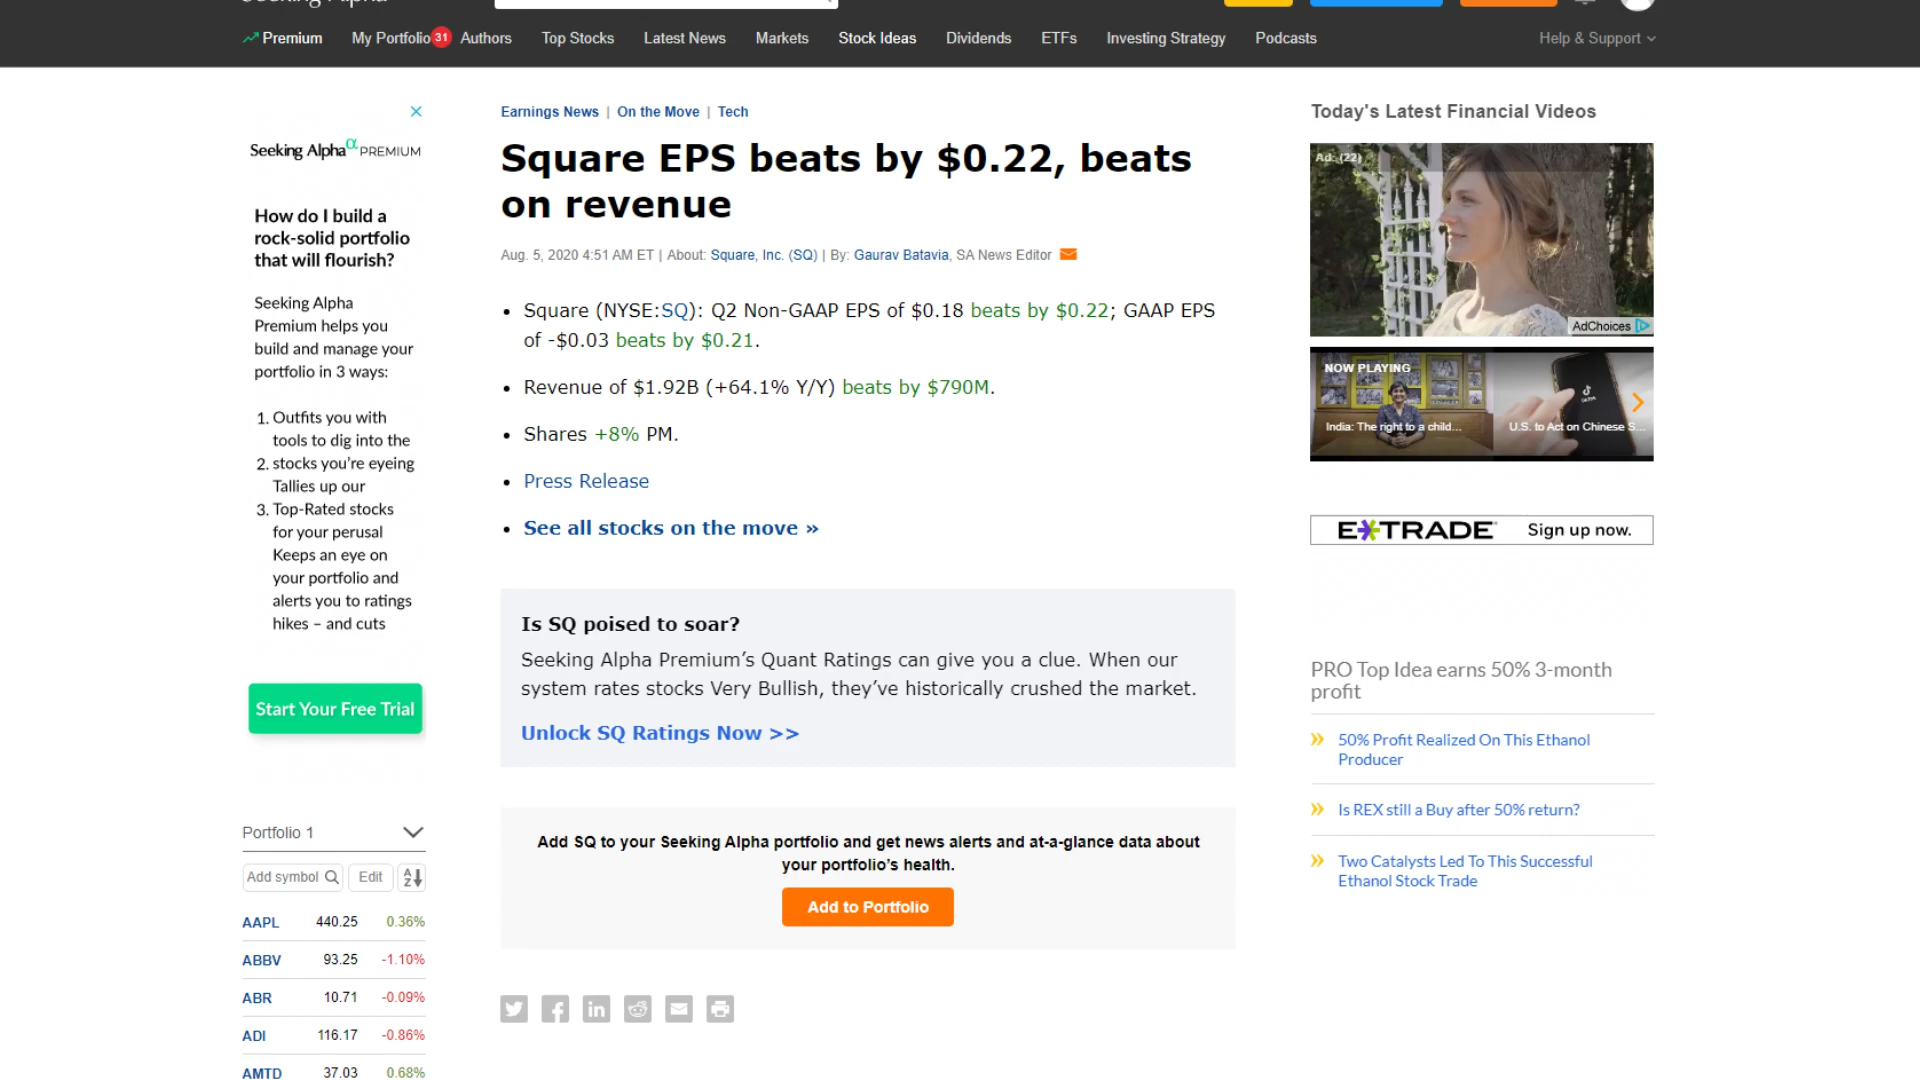 Seeking Alpha
Premium
My Portfolio 31
Authors
Top Stocks
Latest News
Markets
Stock Ideas
Dividends
ETFs
Investing Strategy
Podcasts
Help & Support
Seeking Alpha α PREMIUM
How do I build a
rock-solid portfolio
that will flourish?
Seeking Alpha
Premium helps you
build and manage your
portfolio in 3 ways:
1. Outfits you with
tools to dig into the
2. stocks you're eyeing
Tallies up our
3. Top-Rated stocks
for your perusal
Keeps an eye on
your portfolio and
alerts you to ratings
hikes – and cuts
Start Your Free Trial
Portfolio 1
Add symbol
Edit
A
Z
AAPL 440.25 0.36%
ABBV 93.25 -1.10%
ABR 10.71 -0.09%
ADI 116.17 -0.86%
AMTD 37.03 0.68%
Earnings News | On the Move | Tech
Square EPS beats by $0.22, beats
on revenue
Aug. 5, 2020 4:51 AM ET | About: Square, Inc. (SQ) | By: Gaurav Batavia, SA News Editor
• Square (NYSE:SQ): Q2 Non-GAAP EPS of $0.18 beats by $0.22; GAAP EPS
of -$0.03 beats by $0.21.
• Revenue of $1.92B (+64.1% Y/Y) beats by $790M.
• Shares +8% PM.
• Press Release
• See all stocks on the move »
Is SQ poised to soar?
Seeking Alpha Premium's Quant Ratings can give you a clue. When our
system rates stocks Very Bullish, they've historically crushed the market.
Unlock SQ Ratings Now >>
Add SQ to your Seeking Alpha portfolio and get news alerts and at-a-glance data about
your portfolio's health.
Add to Portfolio
Today's Latest Financial Videos
Ad: (22)
AdChoices
NOW PLAYING
India: The right to a child...
U.S. to Act on Chinese S...
E*TRADE Sign up now.
PRO Top Idea earns 50% 3-month
profit
50% Profit Realized On This Ethanol
Producer
Is REX still a Buy after 50% return?
Two Catalysts Led To This Successful
Ethanol Stock Trade